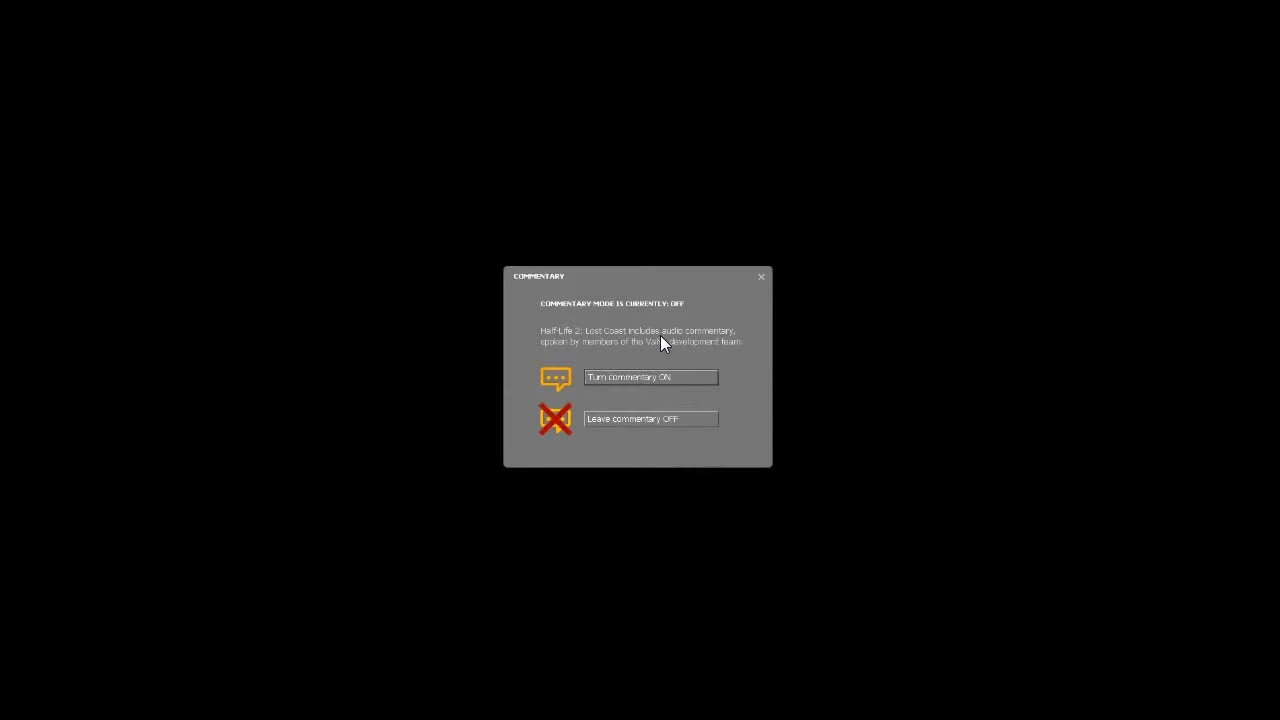 COMMENTARY
COMMENTARY MODE IS CURRENTLY: OFF
Half-Life 2: Lost Coast includes audio commentary,
spoken by members of the development team.
Turn commentary ON
Leave commentary OFF